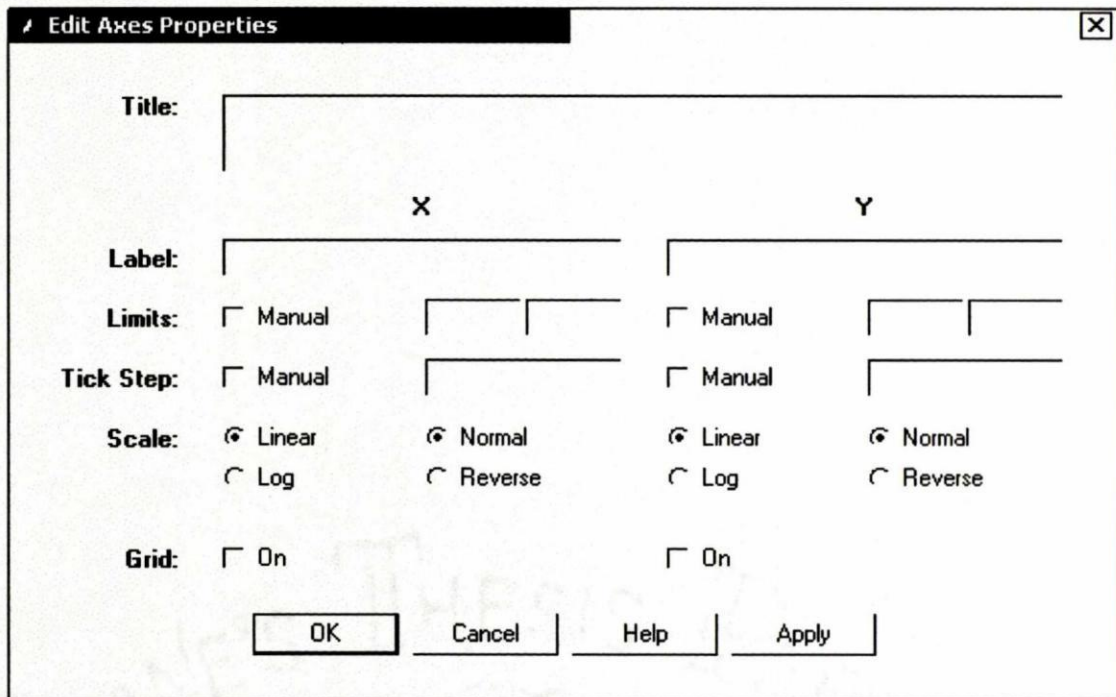 Edit Axes Properties
Title:
X Y
Label:
Limits: Manual Manual
Tick Step: Manual Manual
Scale: Linear Normal Linear Normal
Log Reverse Log Reverse
Grid: On On
OK Cancel Help Apply